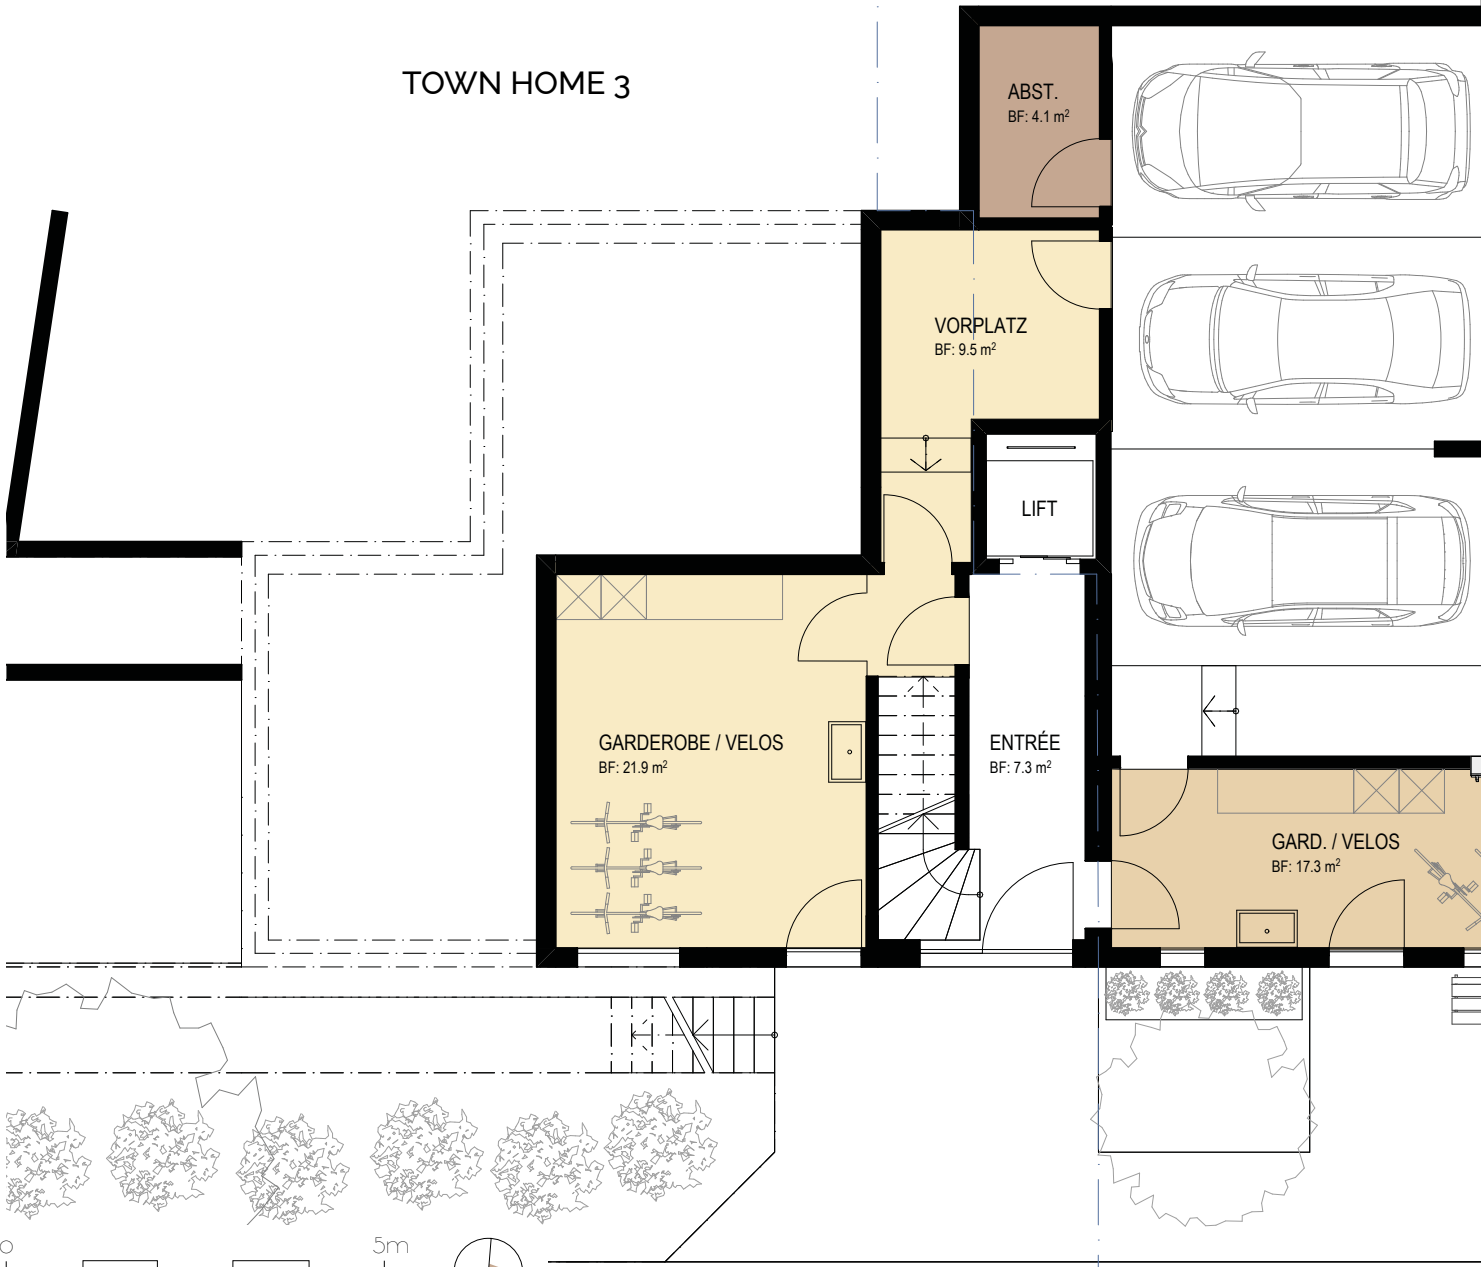 TOWN HOME 3
ABST.
BF: 4.1 m²
VORPLATZ
BF: 9.5 m²
LIFT
GARDEROBE / VELOS
BF: 21.9 m²
ENTRÉE
BF: 7.3 m²
GARD. / VELOS
BF: 17.3 m²
0
5m